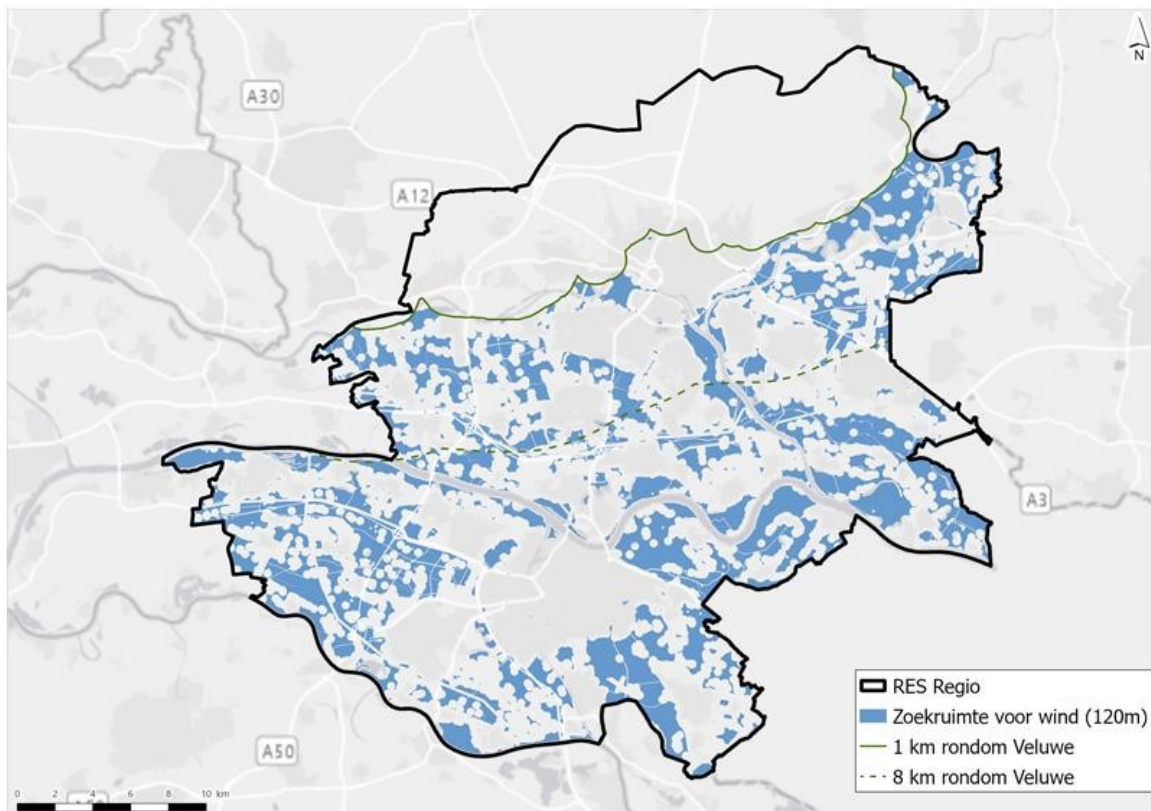 N
A30
A12
A3
A50
RES Regio
Zoekruimte voor wind (120m)
1 km rondom Veluwe
8 km rondom Veluwe
0 2 4 6 8 10 km